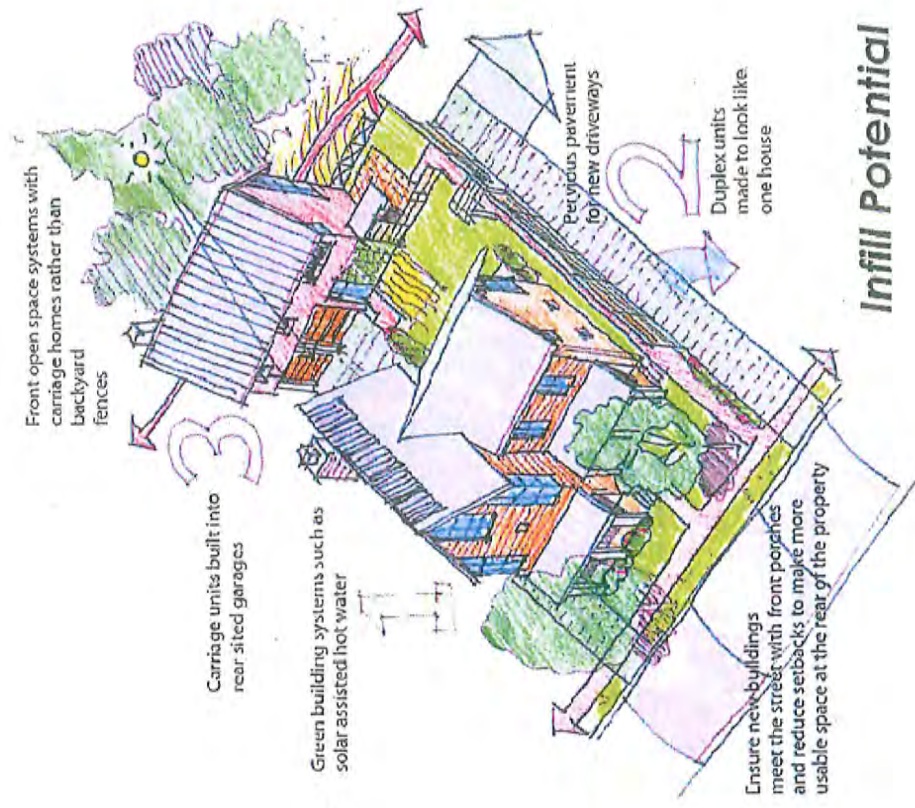 Front open space systems with
carriage homes rather than
backyard
fences
3
Carriage units built into
rear sited garages
Green building systems such as
solar assisted hot water
1
Pervious pavement
for new driveways
2
Duplex units
made to look like
one house
Ensure new buildings
meet the street with front porches
and reduce setbacks to make more
usable space at the rear of the property
Infill Potential